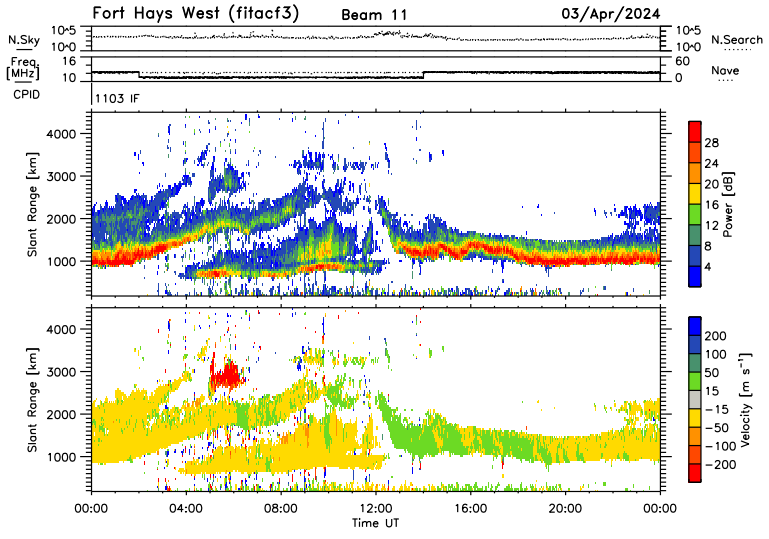 Fort Hays West (fitacf3) Beam 11 03/Apr/2024
N.Sky 10^5 10^5 N.Search
10^0 10^0
Freq. 16 60
[MHz] 10 0 Nave
CPID 1103 IF
Slant Range [km]
4000
3000
2000
1000
Power [dB]
28
24
20
16
12
8
4
Slant Range [km]
4000
3000
2000
1000
Velocity [m s⁻¹]
200
100
50
15
-15
-50
-100
-200
00:00 04:00 08:00 12:00 16:00 20:00 00:00
Time UT